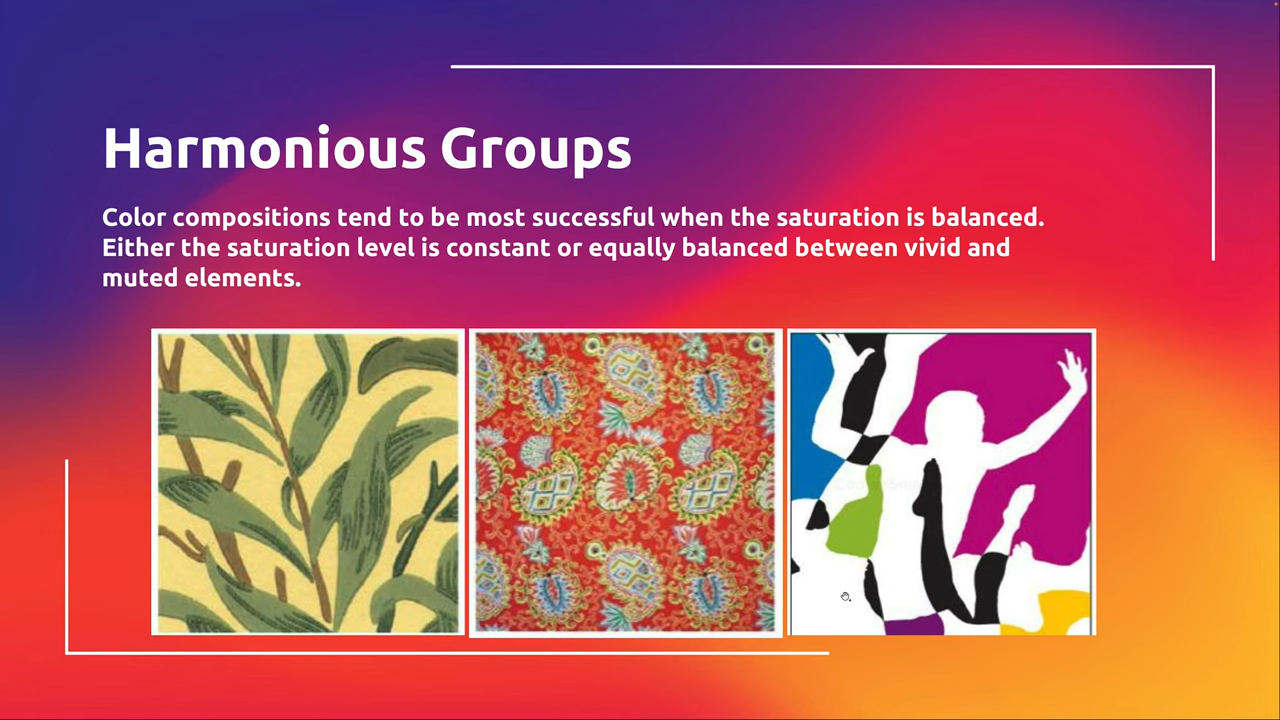 Harmonious Groups
Color compositions tend to be most successful when the saturation is balanced.
Either the saturation level is constant or equally balanced between vivid and
muted elements.